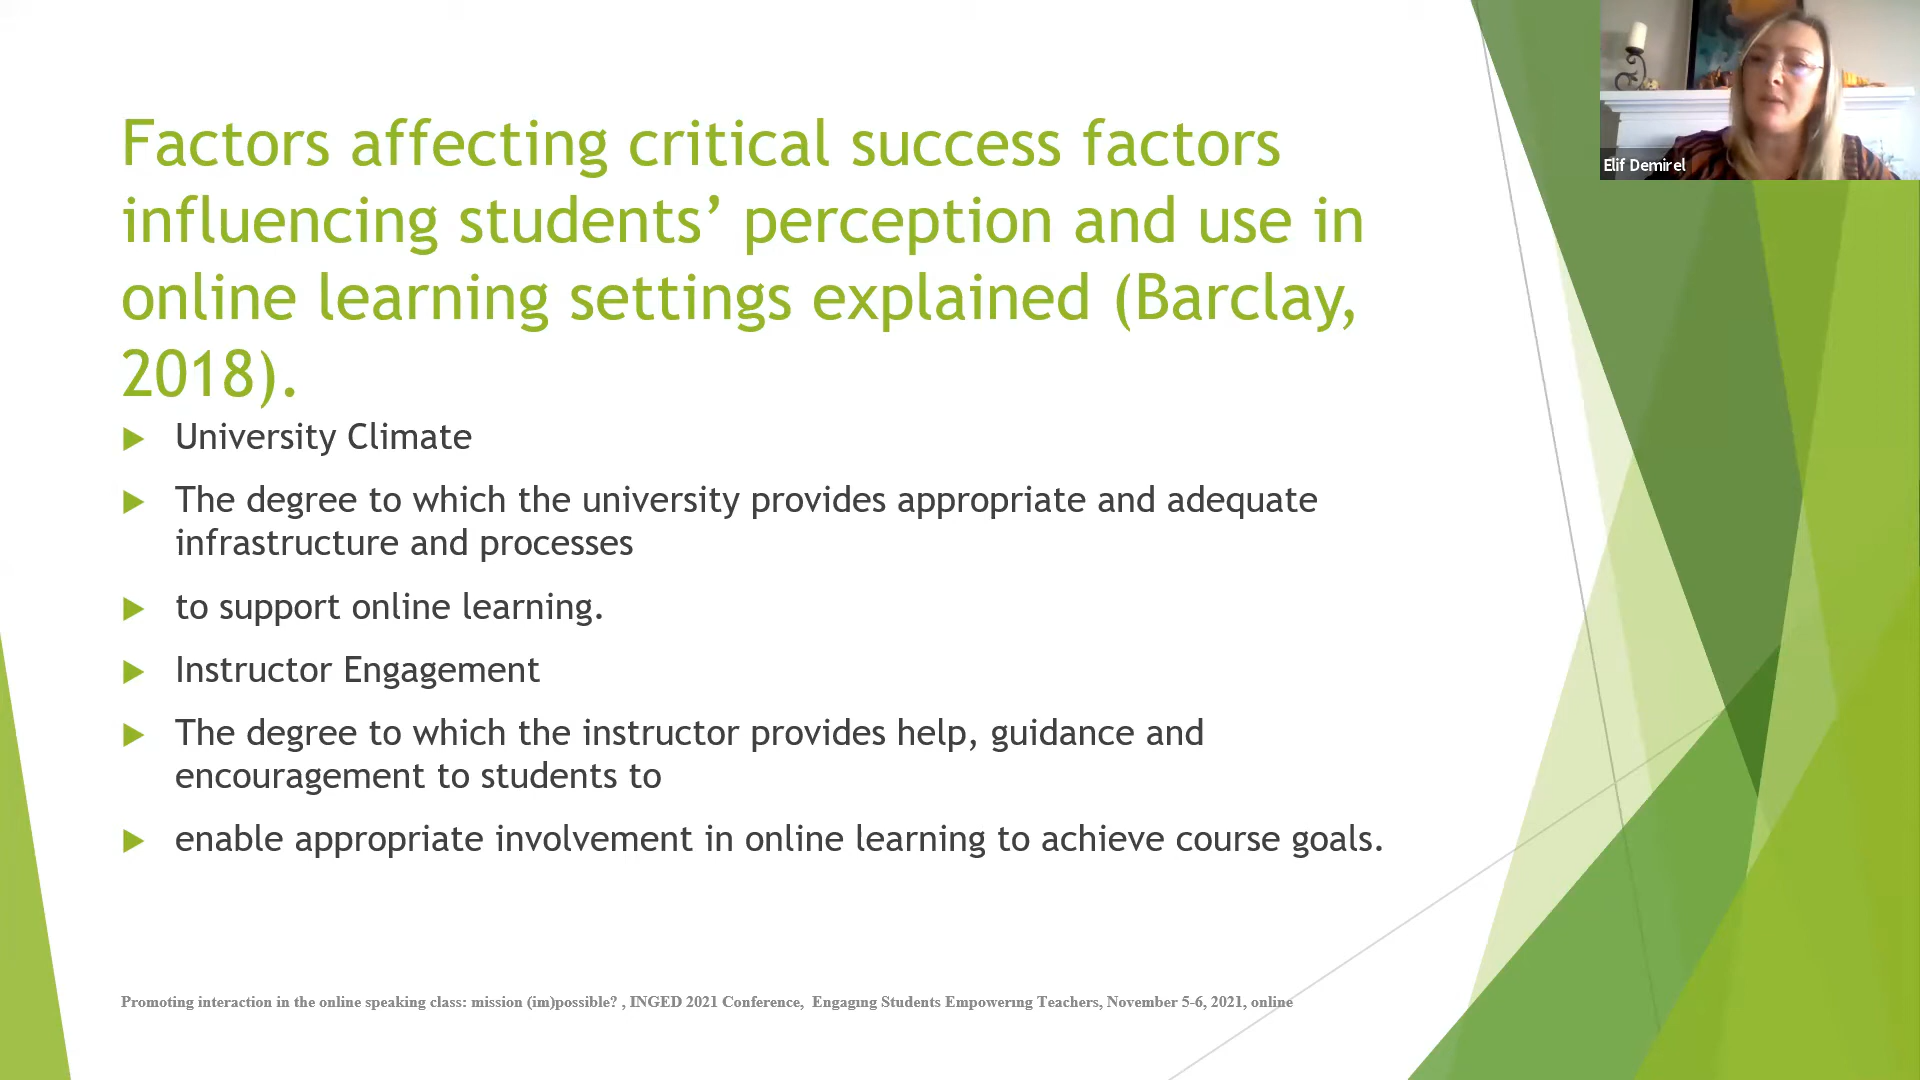 Factors affecting critical success factors
influencing students’ perception and use in
online learning settings explained (Barclay,
2018).
University Climate
The degree to which the university provides appropriate and adequate
infrastructure and processes
to support online learning.
Instructor Engagement
The degree to which the instructor provides help, guidance and
encouragement to students to
enable appropriate involvement in online learning to achieve course goals.
Promoting interaction in the online speaking class: mission (im)possible? , INGED 2021 Conference, Engagıng Students Empowerıng Teachers, November 5-6, 2021, online
Elif Demirel